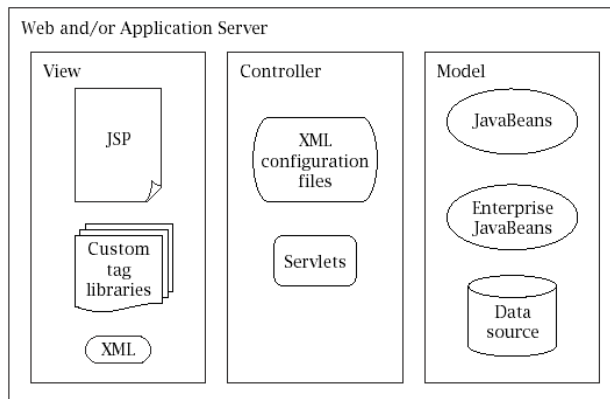 Web and/or Application Server
View
JSP
Custom
tag
libraries
XML
Controller
XML
configuration
files
Servlets
Model
JavaBeans
Enterprise
JavaBeans
Data
source